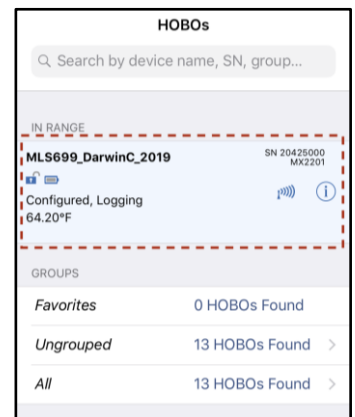 HOBOs
Search by device name, SN, group...
IN RANGE
MLS699_DarwinC_2019 SN 20425000
MX2201
Configured, Logging
64.20°F
GROUPS
Favorites 0 HOBOs Found
Ungrouped 13 HOBOs Found
All 13 HOBOs Found